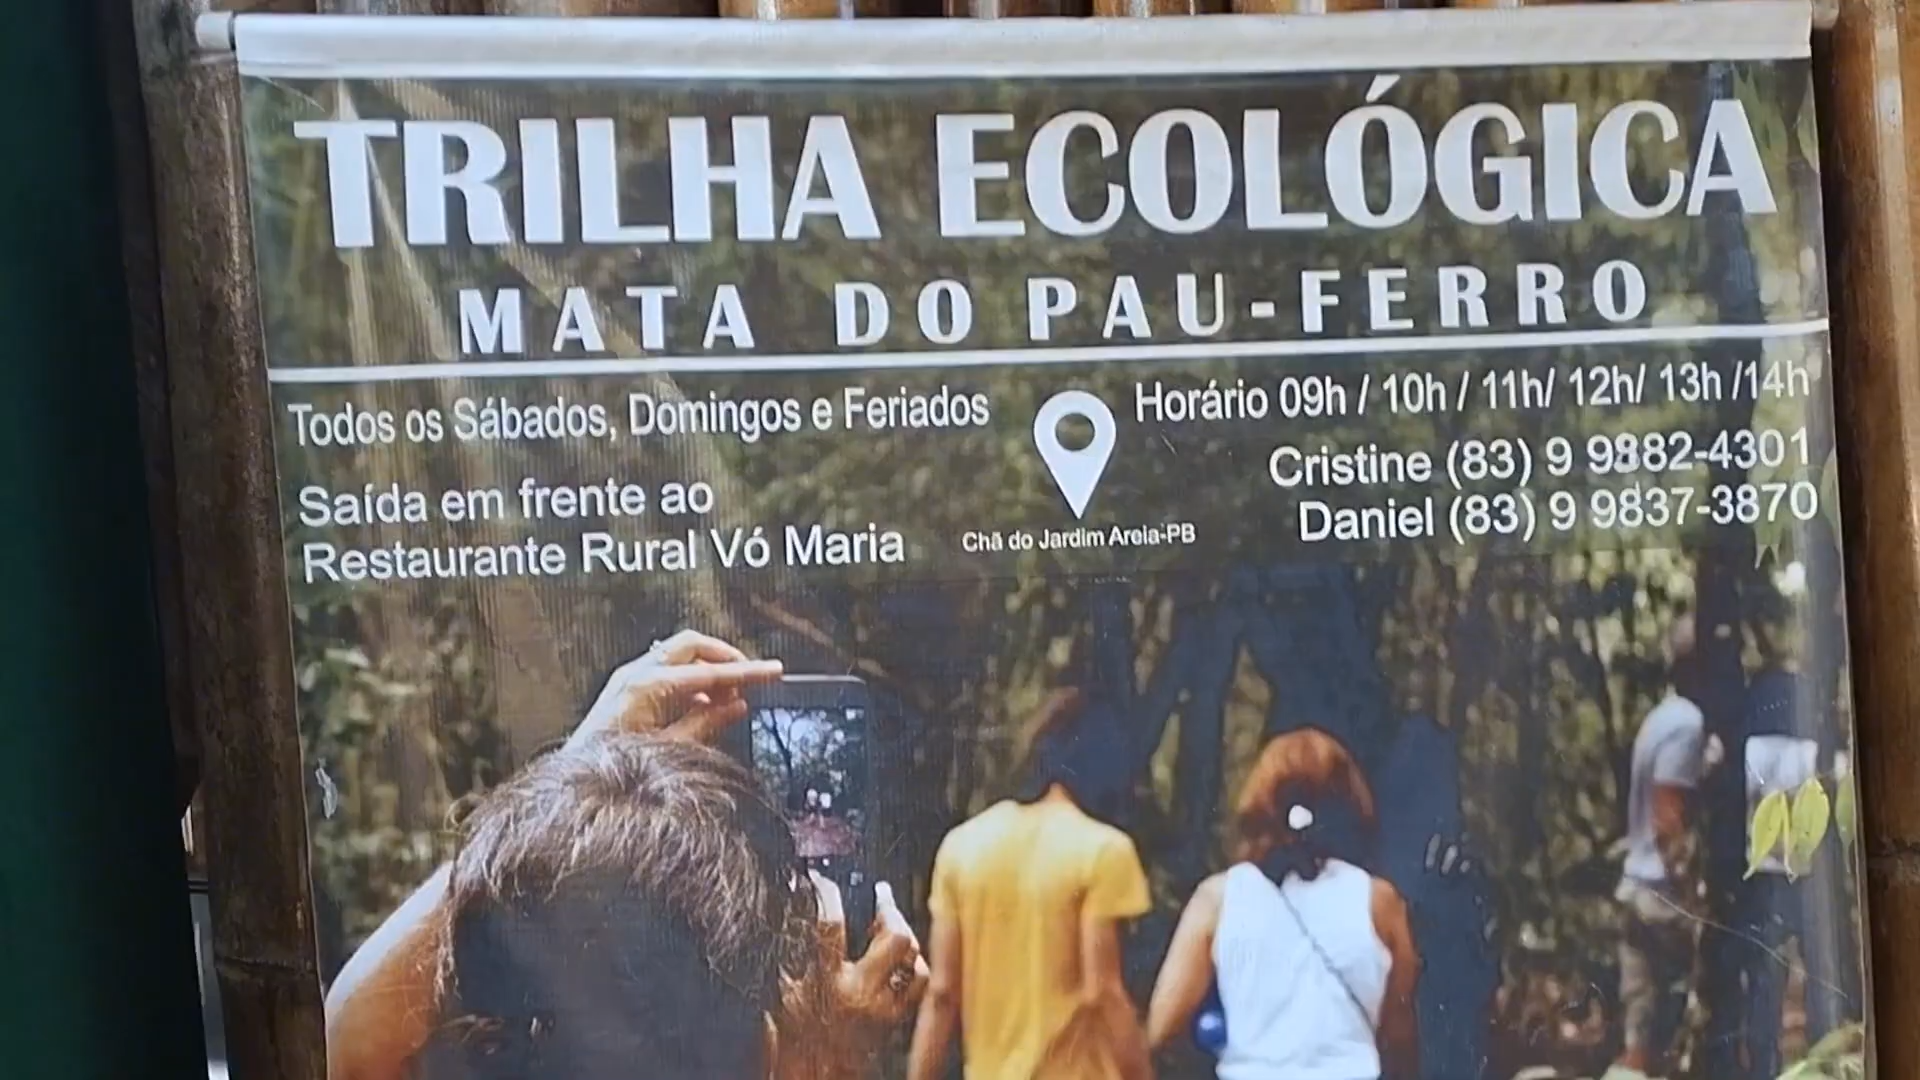 TRILHA ECOLÓGICA
MATA DO PAU-FERRO
Todos os Sábados, Domingos e Feriados
Saída em frente ao
Restaurante Rural Vó Maria
Chã do Jardim Areia-PB
Horário 09h / 10h / 11h/ 12h/ 13h /14h
Cristine (83) 9 9882-4301
Daniel (83) 9 9837-3870